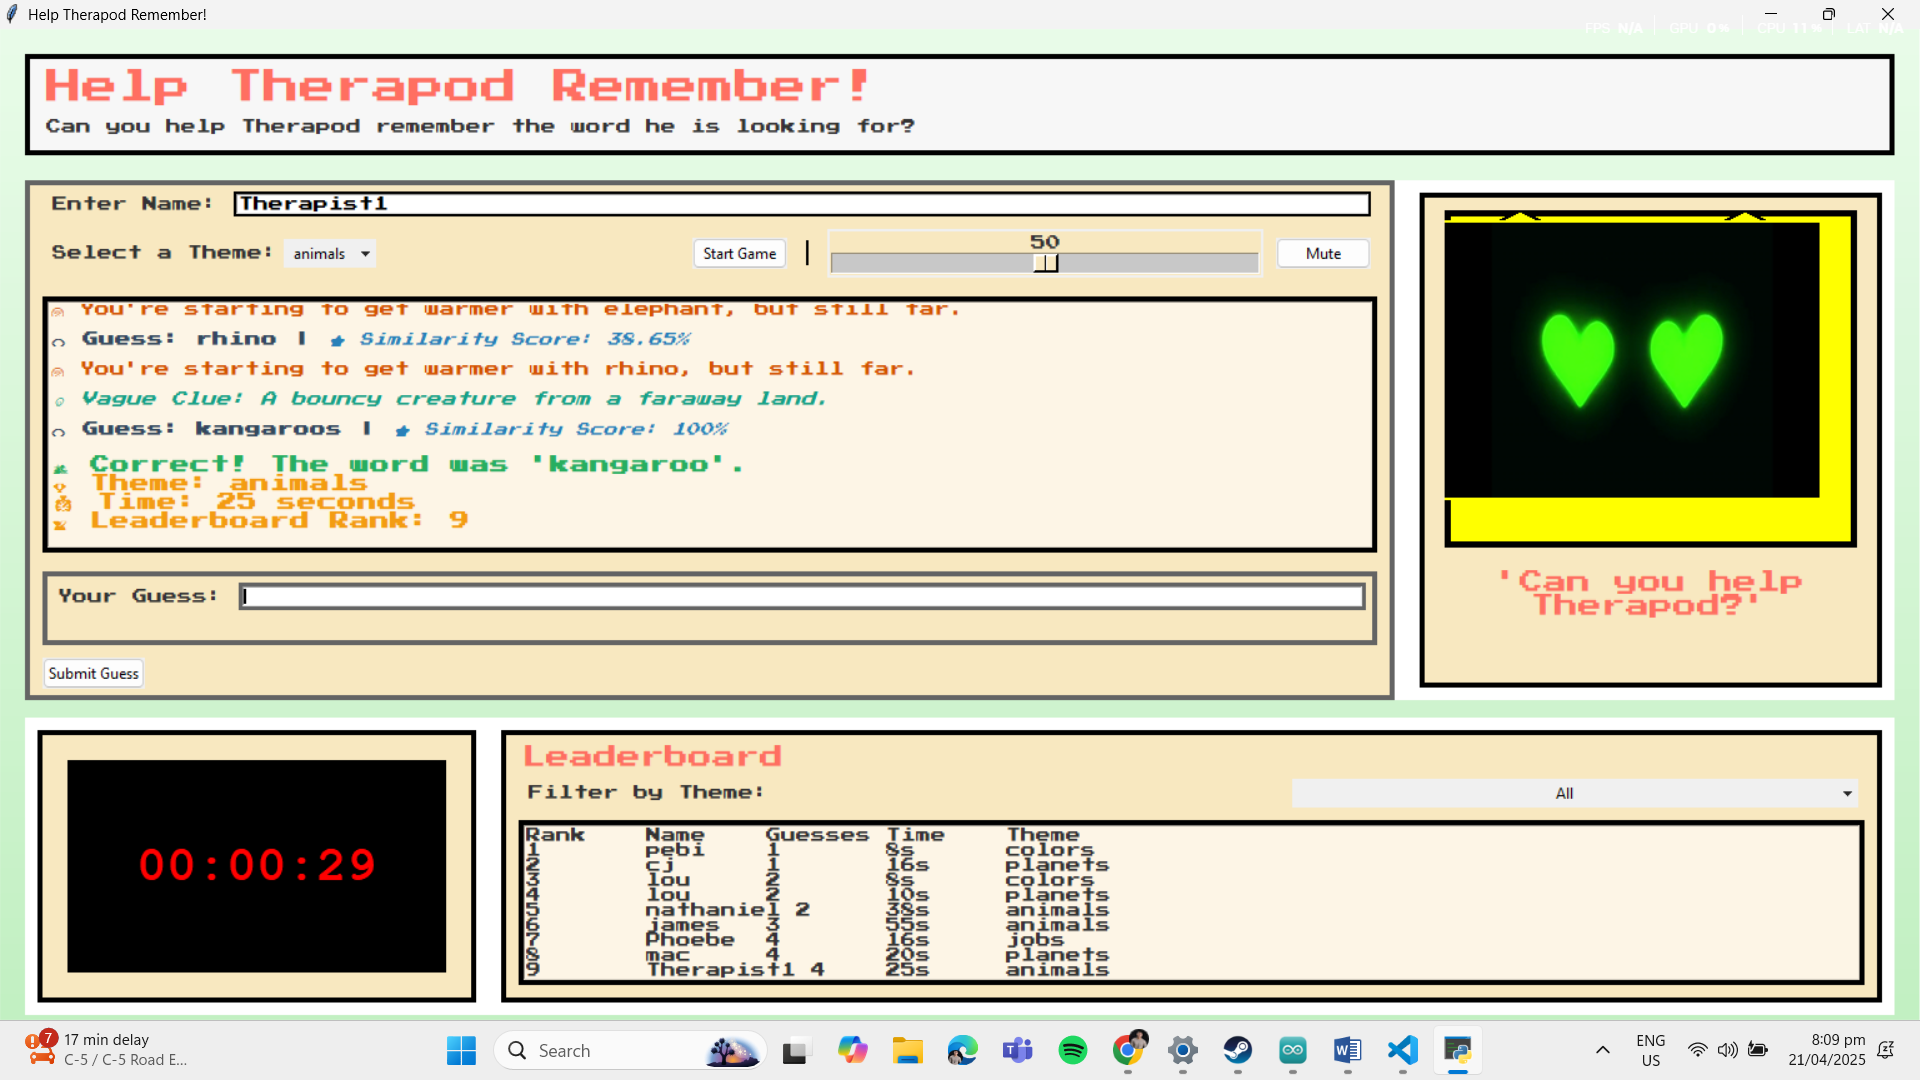 Help Therapod Remember!
FPS N/A GPU 0% CPU 11% LAT N/A
Help Therapod Remember!
Can you help Therapod remember the word he is looking for?
Enter Name: Therapist1
Select a Theme: animals Start Game | 50 Mute
You're starting to get warmer with elephant, but still far.
Guess: rhino | Similarity Score: 38.65%
You're starting to get warmer with rhino, but still far.
Vague Clue: A bouncy creature from a faraway land.
Guess: kangaroos | Similarity Score: 100%
Correct! The word was 'kangaroo'.
Theme: animals
Time: 25 seconds
Leaderboard Rank: 9
Your Guess:
Submit Guess
'Can you help
Therapod?'
00:00:29
Leaderboard
Filter by Theme: All
Rank Name Guesses Time Theme
1 pebi 1 8s colors
2 cj 1 16s planets
3 lou 2 8s colors
4 lou 2 10s planets
5 nathaniel 2 38s animals
6 james 3 55s animals
7 Phoebe 4 16s jobs
8 mac 4 20s planets
9 Therapist1 4 25s animals
7 17 min delay
C-5 / C-5 Road E...
Search
ENG
US
8:09 pm
21/04/2025